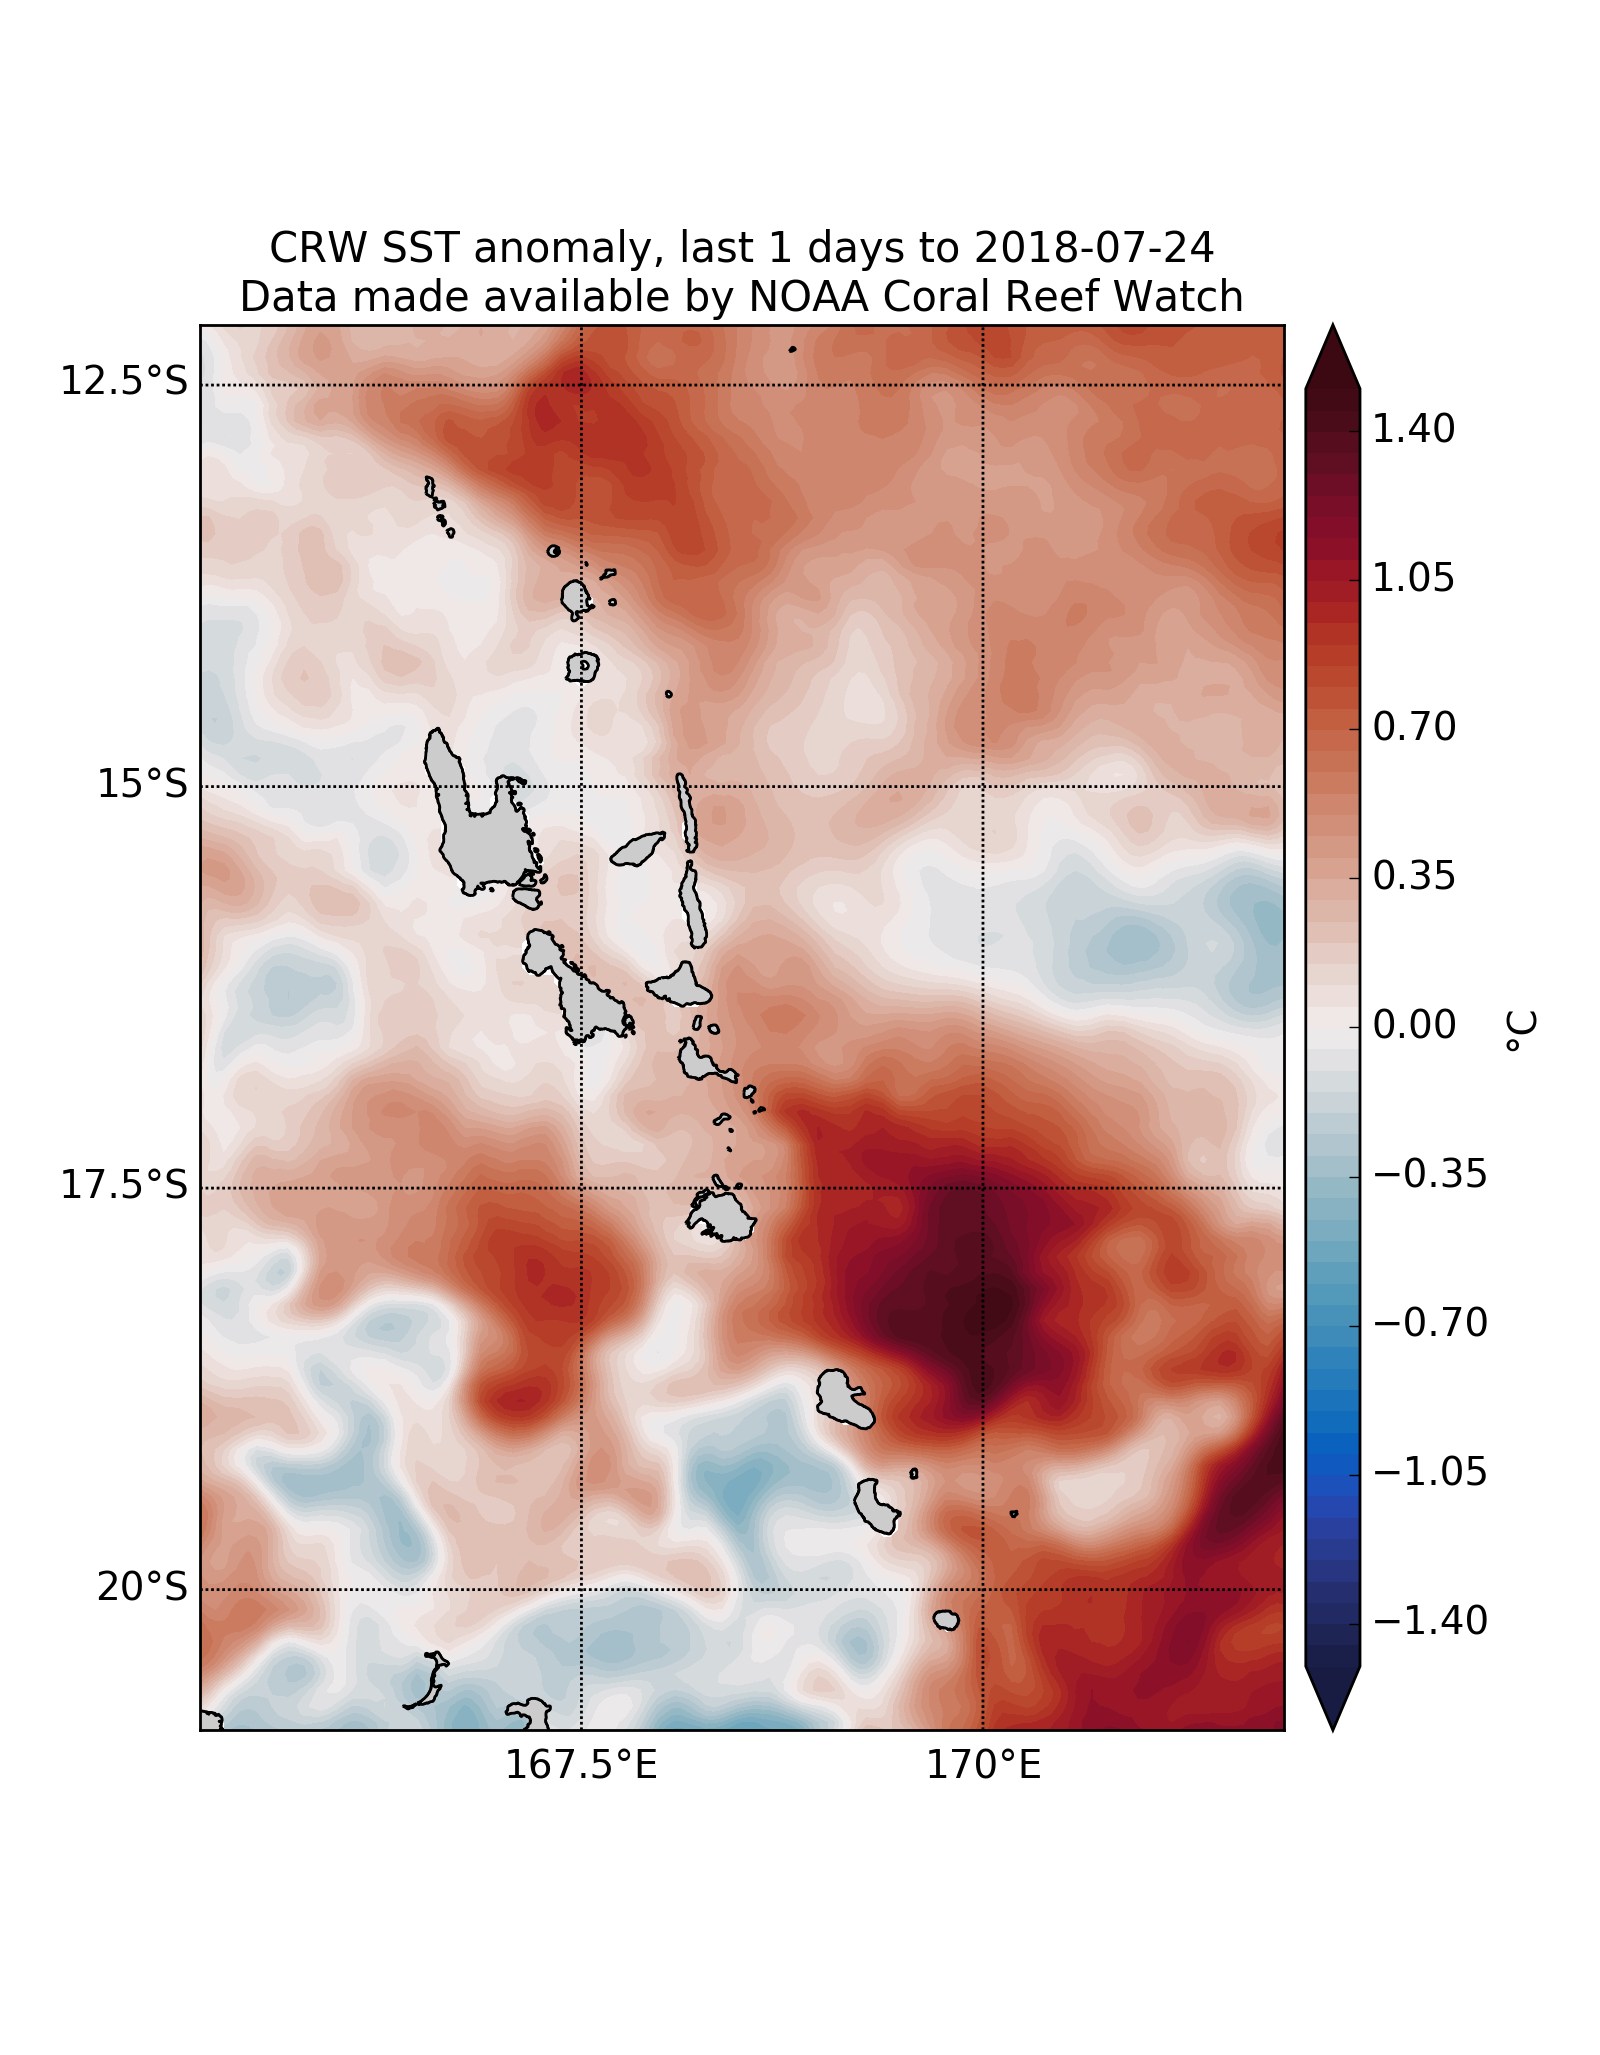 CRW SST anomaly, last 1 days to 2018-07-24
Data made available by NOAA Coral Reef Watch
12.5°S
15°S
17.5°S
20°S
167.5°E
170°E
1.40
1.05
0.70
0.35
0.00
−0.35
−0.70
−1.05
−1.40
°C